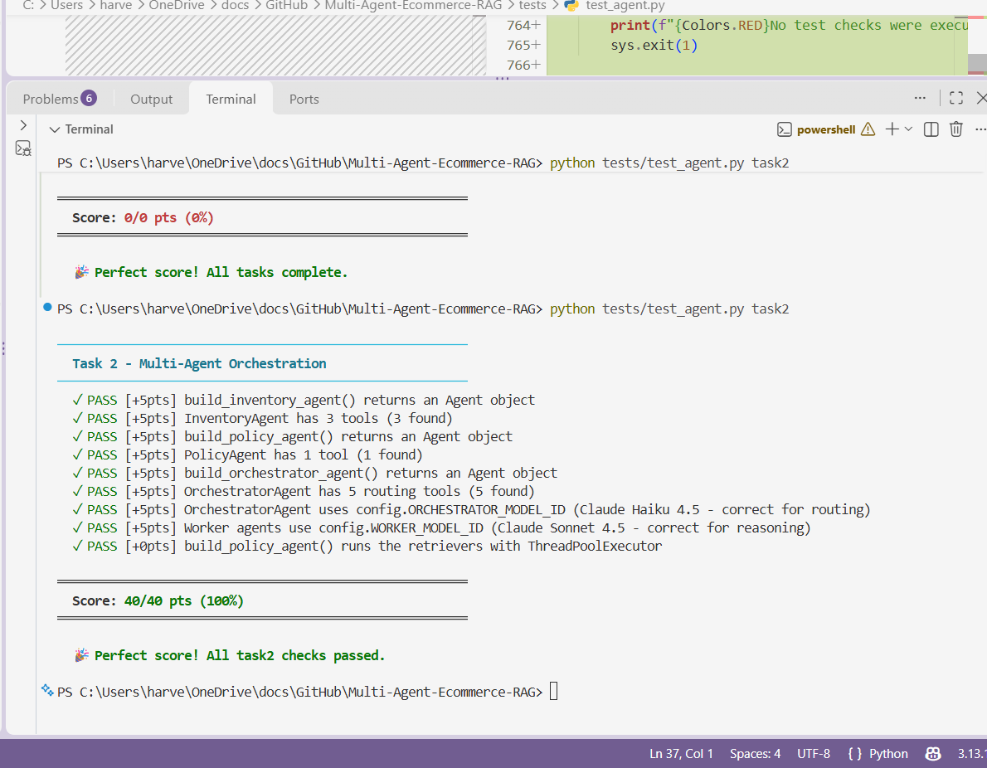 C: > Users > harve > OneDrive > docs > GitHub > Multi-Agent-Ecommerce-RAG > tests > test_agent.py
764+ print(f"{Colors.RED}No test checks were execu
765+ sys.exit(1)
766+
Problems 6 Output Terminal Ports
Terminal
powershell
PS C:\Users\harve\OneDrive\docs\GitHub\Multi-Agent-Ecommerce-RAG> python tests/test_agent.py task2
Score: 0/0 pts (0%)
🎉 Perfect score! All tasks complete.
PS C:\Users\harve\OneDrive\docs\GitHub\Multi-Agent-Ecommerce-RAG> python tests/test_agent.py task2
Task 2 - Multi-Agent Orchestration
✓ PASS [+5pts] build_inventory_agent() returns an Agent object
✓ PASS [+5pts] InventoryAgent has 3 tools (3 found)
✓ PASS [+5pts] build_policy_agent() returns an Agent object
✓ PASS [+5pts] PolicyAgent has 1 tool (1 found)
✓ PASS [+5pts] build_orchestrator_agent() returns an Agent object
✓ PASS [+5pts] OrchestratorAgent has 5 routing tools (5 found)
✓ PASS [+5pts] OrchestratorAgent uses config.ORCHESTRATOR_MODEL_ID (Claude Haiku 4.5 - correct for routing)
✓ PASS [+5pts] Worker agents use config.WORKER_MODEL_ID (Claude Sonnet 4.5 - correct for reasoning)
✓ PASS [+0pts] build_policy_agent() runs the retrievers with ThreadPoolExecutor
Score: 40/40 pts (100%)
🎉 Perfect score! All task2 checks passed.
PS C:\Users\harve\OneDrive\docs\GitHub\Multi-Agent-Ecommerce-RAG>
Ln 37, Col 1 Spaces: 4 UTF-8 {} Python 3.13.